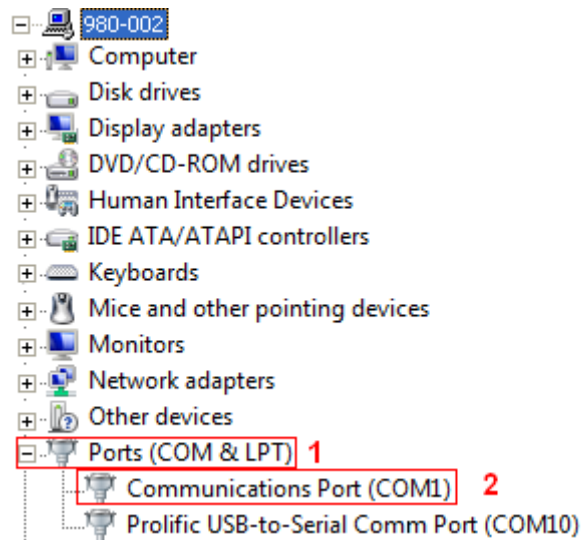 980-002
Computer
Disk drives
Display adapters
DVD/CD-ROM drives
Human Interface Devices
IDE ATA/ATAPI controllers
Keyboards
Mice and other pointing devices
Monitors
Network adapters
Other devices
Ports (COM & LPT) 1
Communications Port (COM1) 2
Prolific USB-to-Serial Comm Port (COM10)